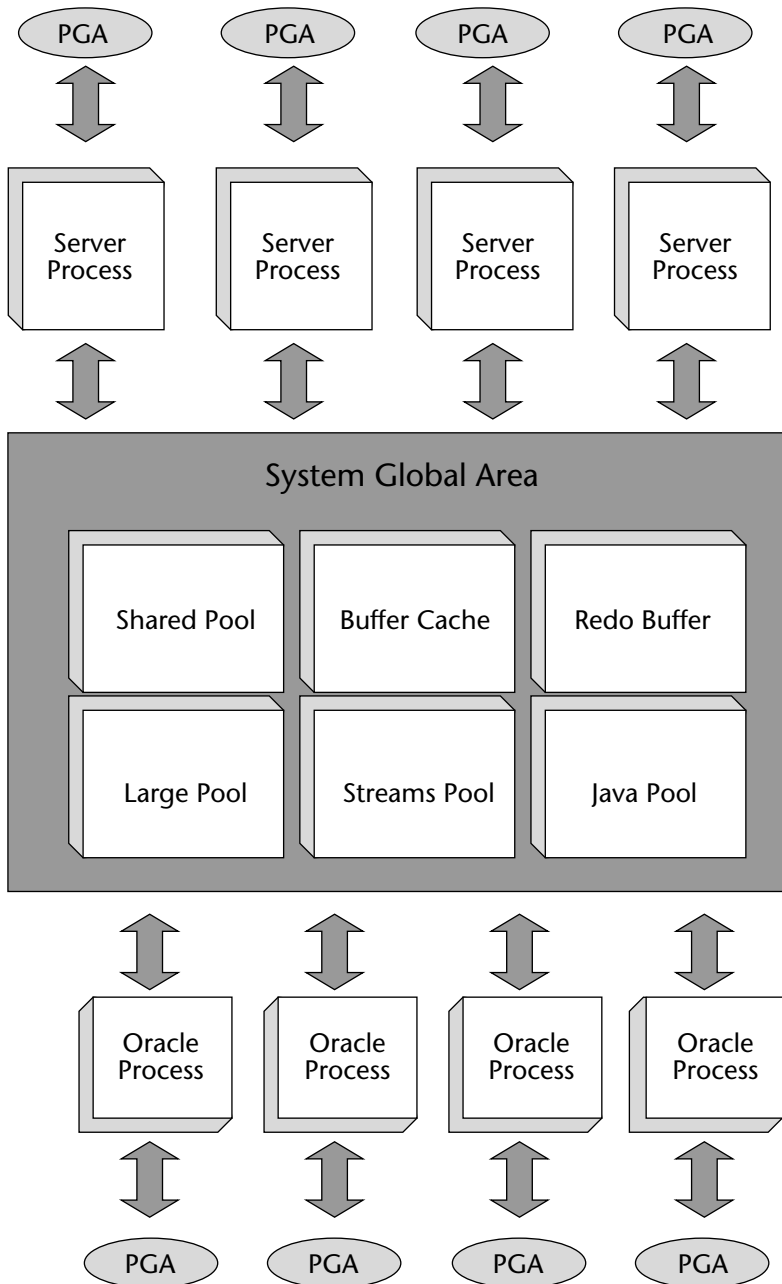 PGA
PGA
PGA
PGA
Server
Process
Server
Process
Server
Process
Server
Process
System Global Area
Shared Pool
Buffer Cache
Redo Buffer
Large Pool
Streams Pool
Java Pool
Oracle
Process
Oracle
Process
Oracle
Process
Oracle
Process
PGA
PGA
PGA
PGA